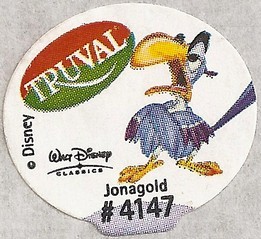 TRUVAL
© Disney
WALT DISNEY
CLASSICS
Jonagold
# 4147